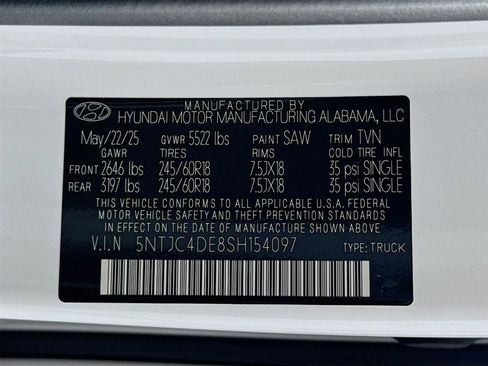 MANUFACTURED BY
HYUNDAI MOTOR MANUFACTURING ALABAMA, LLC
May/22/25 GVWR 5522 lbs PAINT SAW TRIM TVN
GAWR TIRES RIMS COLD TIRE INFL
FRONT 2646 lbs 245/60R18 7.5JX18 35 psi SINGLE
REAR 3197 lbs 245/60R18 7.5JX18 35 psi SINGLE
THIS VEHICLE CONFORMS TO ALL APPLICABLE U.S.A. FEDERAL
MOTOR VEHICLE SAFETY AND THEFT PREVENTION STANDARDS
IN EFFECT ON THE DATE OF MANUFACTURE SHOWN ABOVE.
V.I.N 5NTJC4DE8SH154097 TYPE: TRUCK